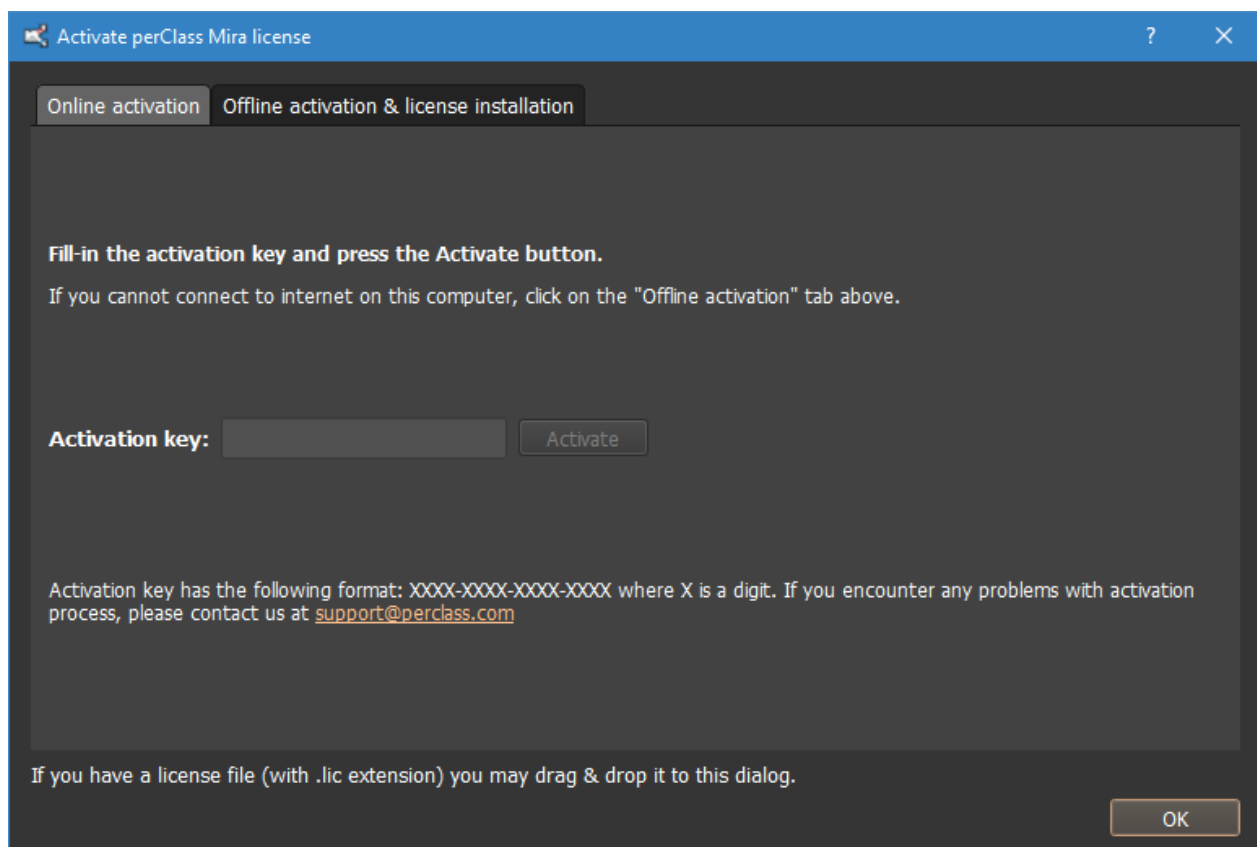 Activate perClass Mira license
Online activation
Offline activation & license installation
Fill-in the activation key and press the Activate button.
If you cannot connect to internet on this computer, click on the "Offline activation" tab above.
Activation key:
Activate
Activation key has the following format: XXXX-XXXX-XXXX-XXXX where X is a digit. If you encounter any problems with activation
process, please contact us at support@perclass.com
If you have a license file (with .lic extension) you may drag & drop it to this dialog.
OK